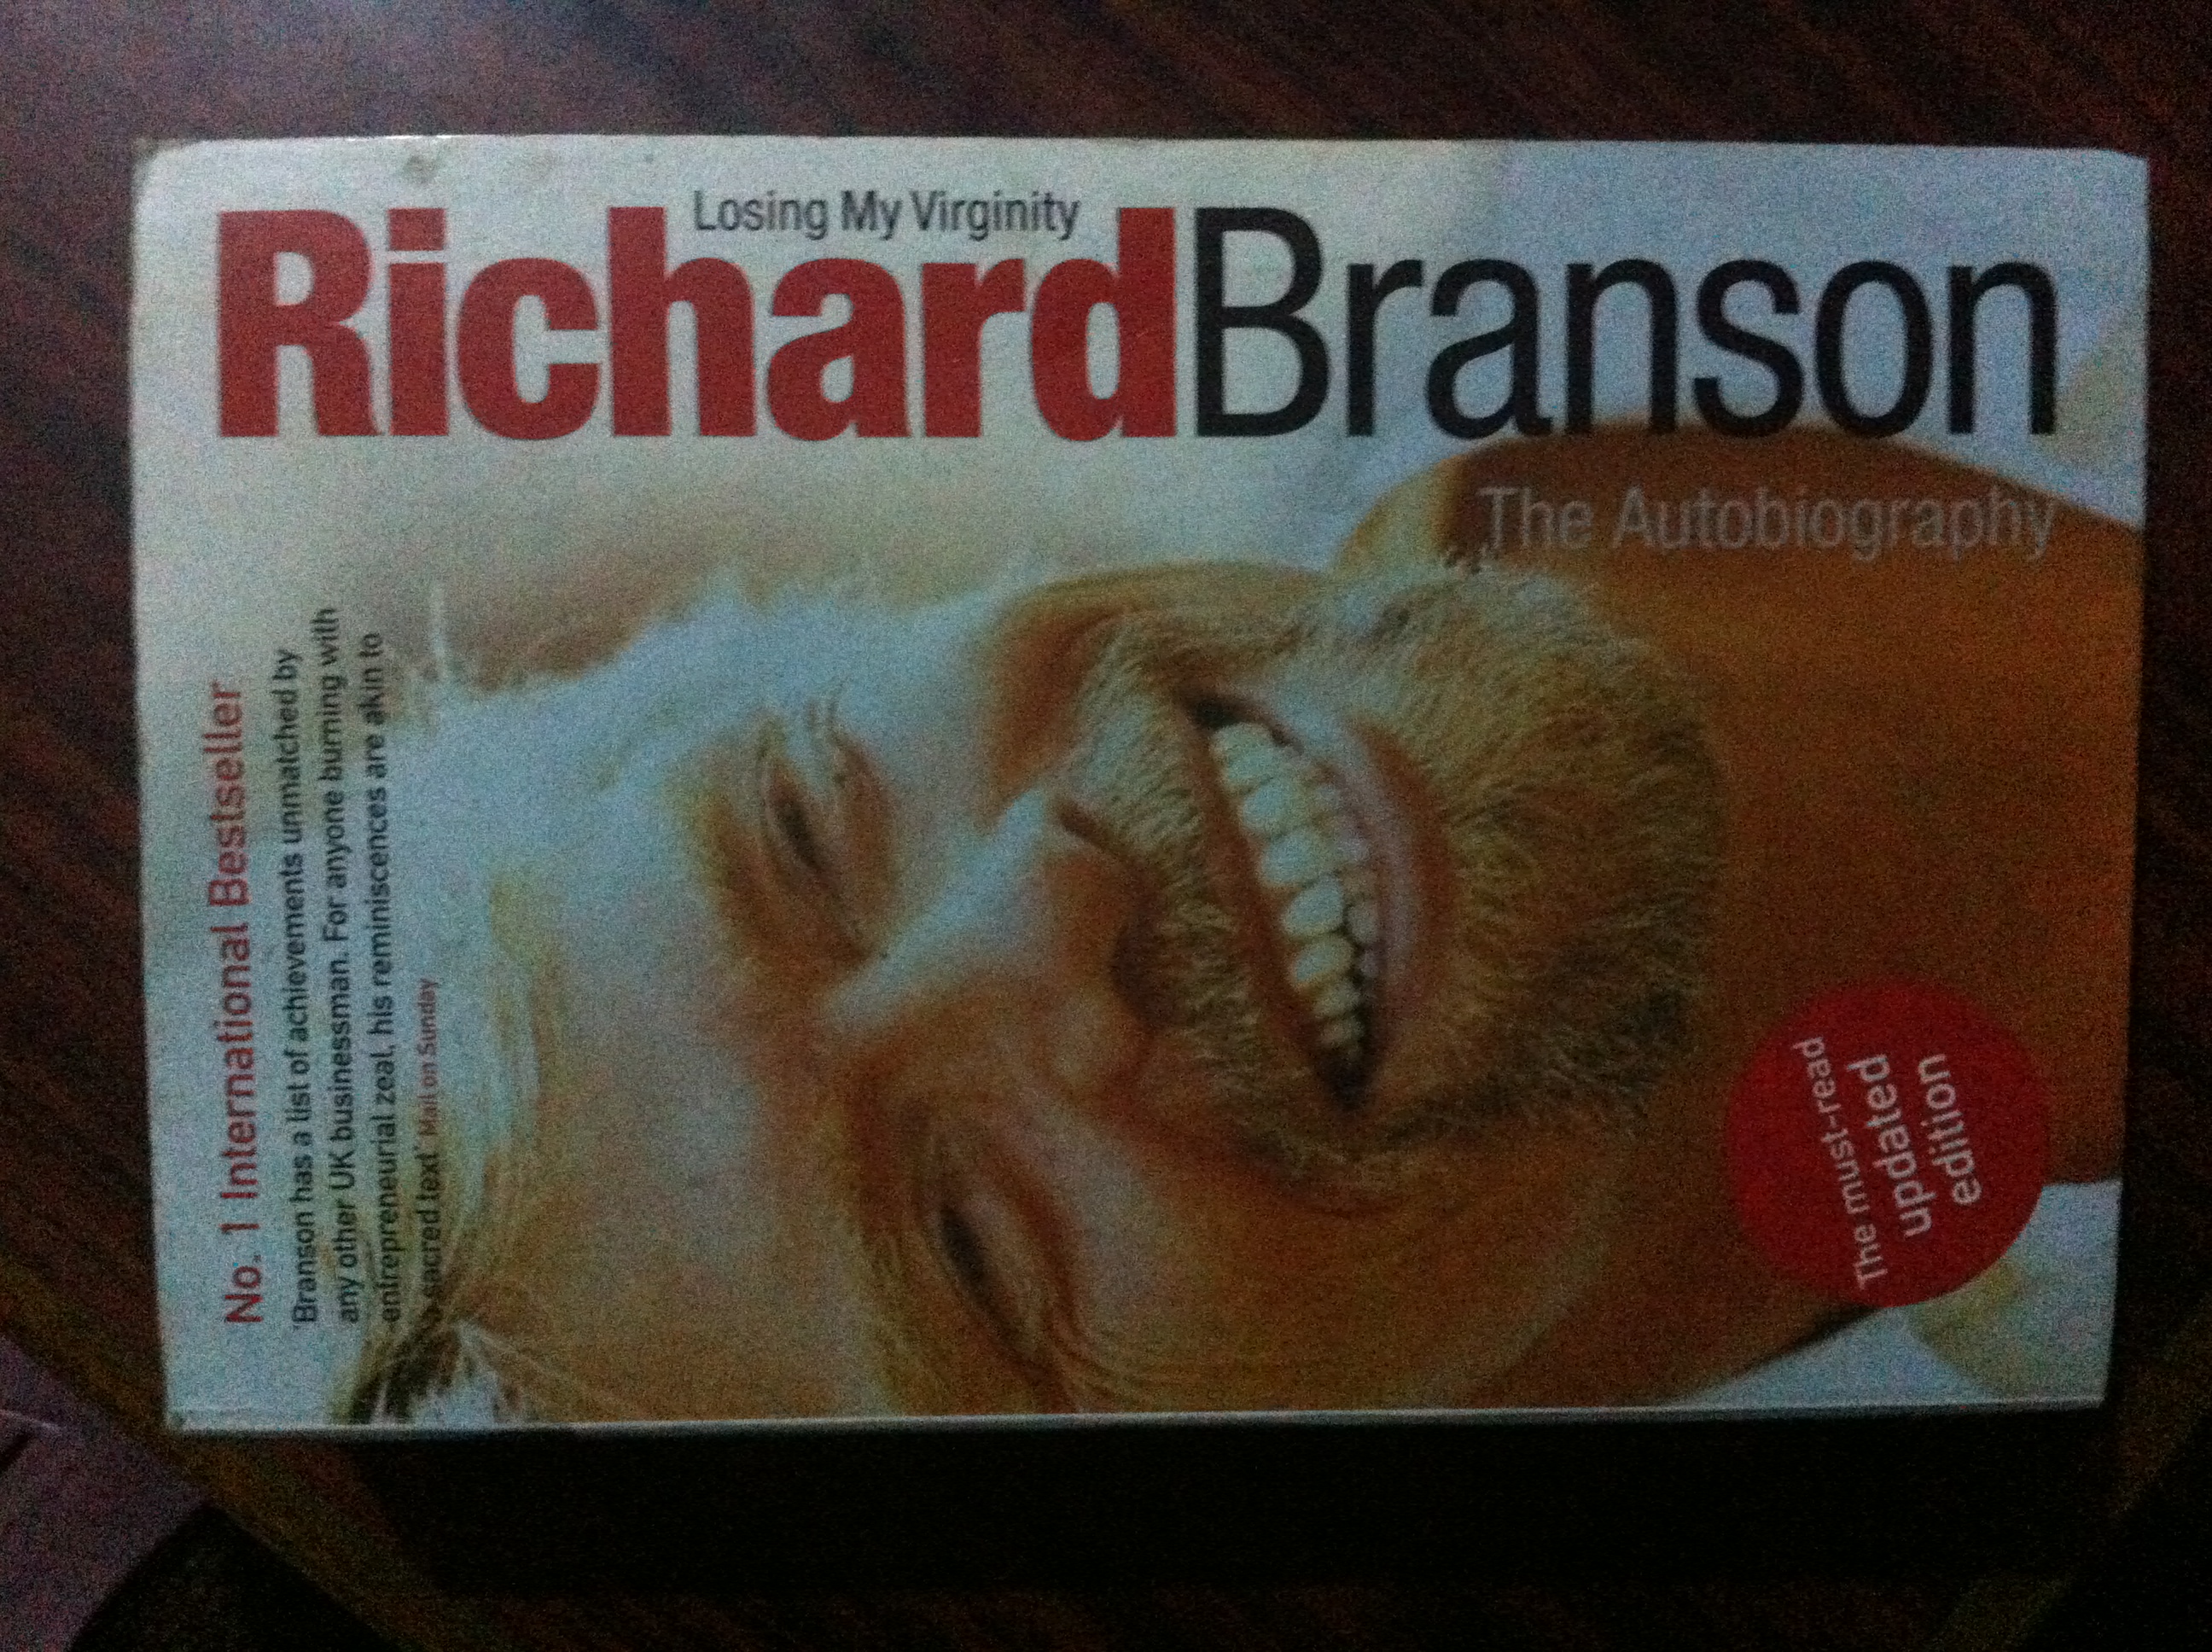 Losing My Virginity
RichardBranson
The Autobiography
No. 1 International Bestseller
'Branson has a list of achievements unmatched by
any other UK businessman. For anyone burning with
entrepreneurial zeal, his reminiscences are akin to
a sacred text' Mail on Sunday
The must-read
updated
edition